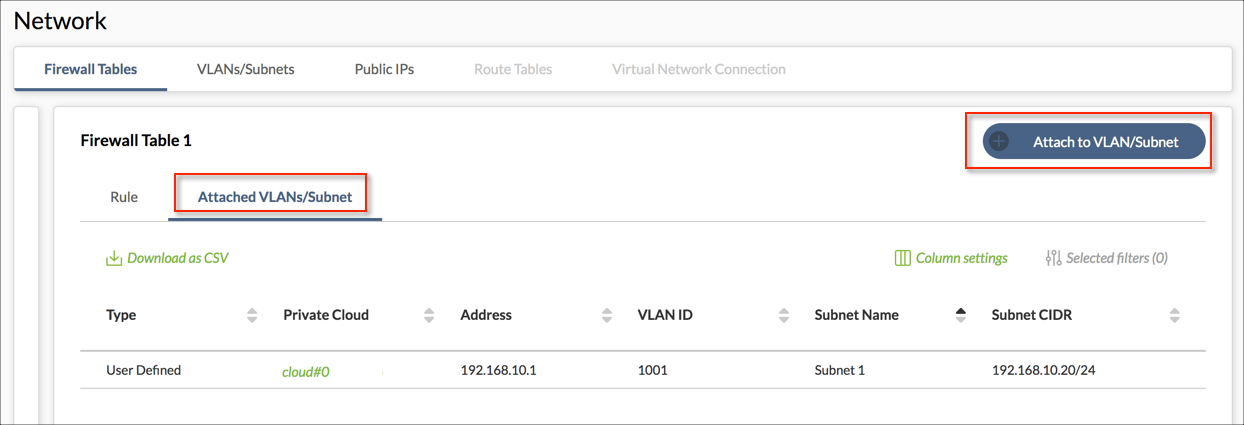 Network
Firewall Tables VLANs/Subnets Public IPs Route Tables Virtual Network Connection
Firewall Table 1
Attach to VLAN/Subnet
Rule Attached VLANs/Subnet
Download as CSV Column settings Selected filters (0)
Type Private Cloud Address VLAN ID Subnet Name Subnet CIDR
User Defined cloud#0 192.168.10.1 1001 Subnet 1 192.168.10.20/24